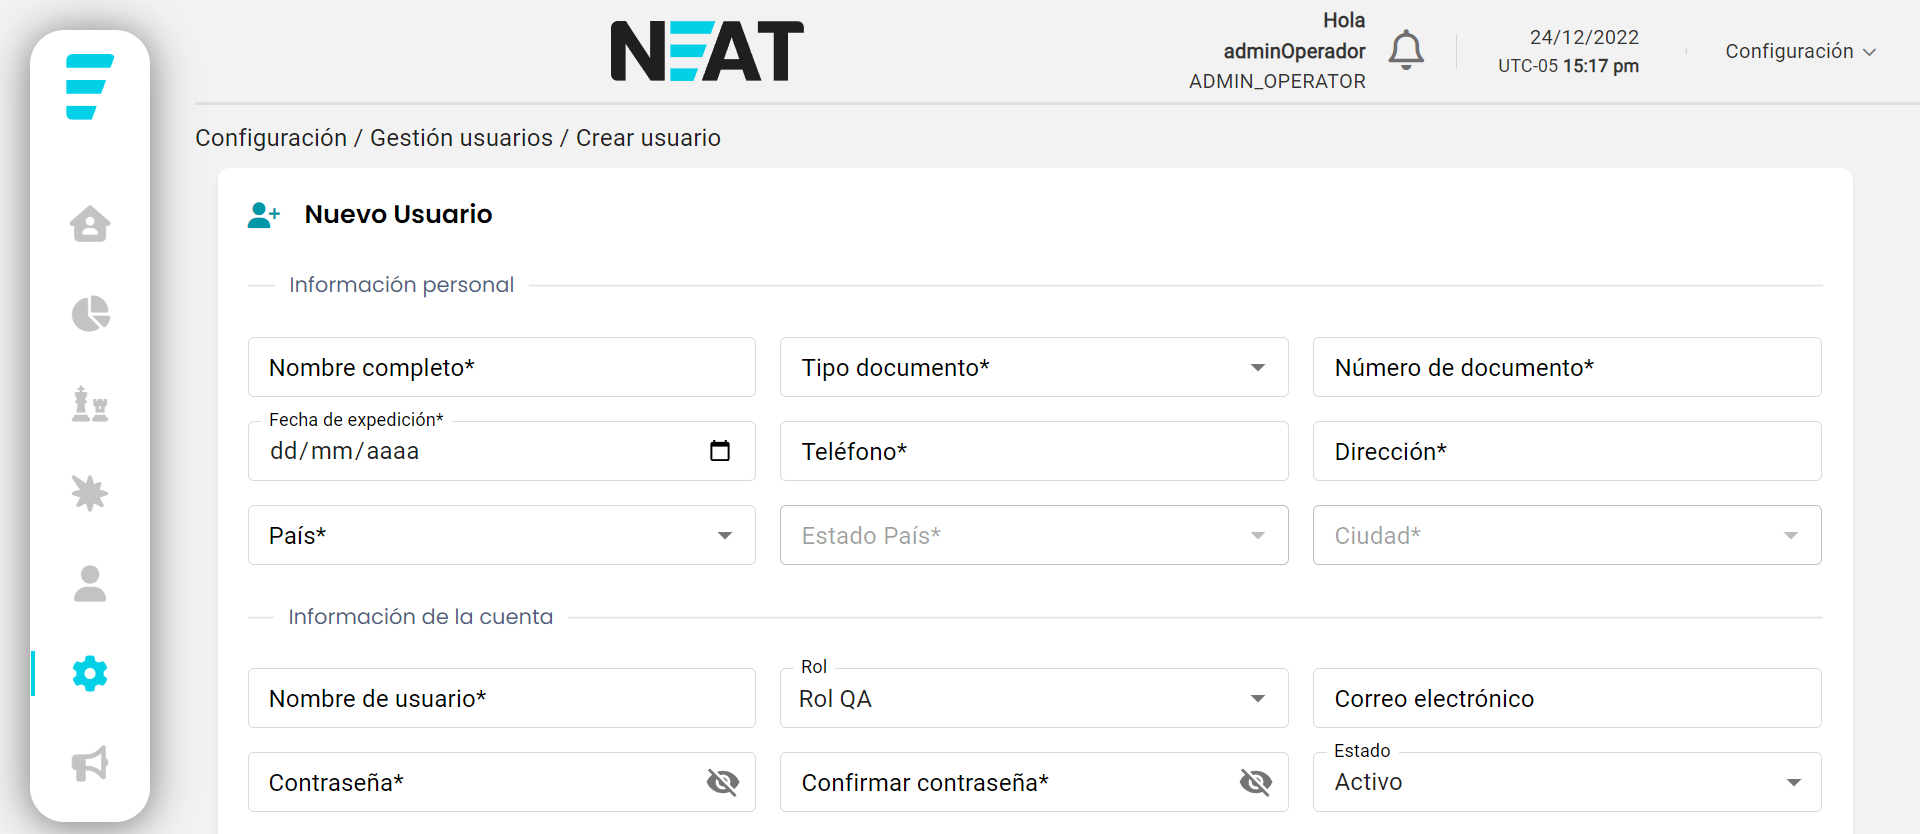 NEAT
Hola
adminOperador
ADMIN_OPERATOR
24/12/2022
UTC-05 15:17 pm
Configuración
Configuración / Gestión usuarios / Crear usuario
Nuevo Usuario
Información personal
Nombre completo*
Tipo documento*
Número de documento*
Fecha de expedición*
dd/mm/aaaa
Teléfono*
Dirección*
País*
Estado País*
Ciudad*
Información de la cuenta
Nombre de usuario*
Rol
Rol QA
Correo electrónico
Contraseña*
Confirmar contraseña*
Estado
Activo